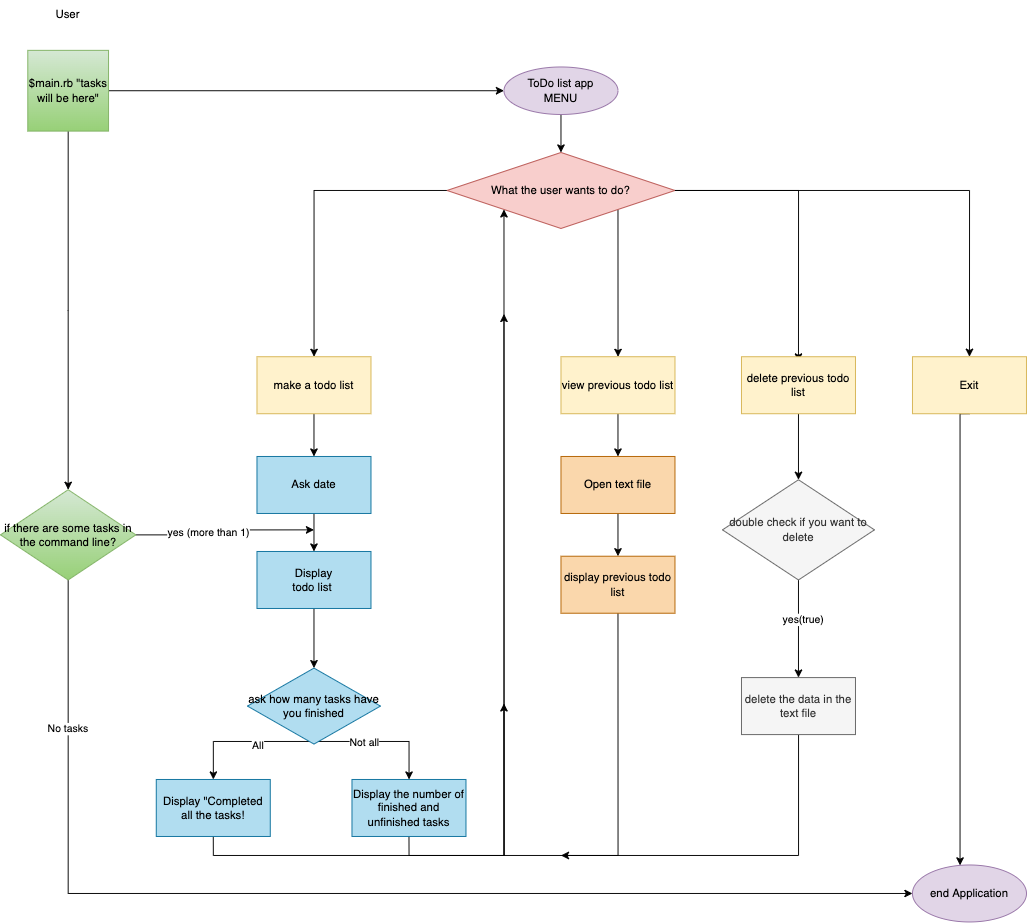 User
$main.rb "tasks
will be here"
ToDo list app
MENU
What the user wants to do?
make a todo list
view previous todo list
delete previous todo
list
Exit
Ask date
Open text file
if there are some tasks in
the command line?
yes (more than 1)
double check if you want to
delete
Display
todo list
display previous todo
list
yes(true)
ask how many tasks have
you finished
delete the data in the
text file
No tasks
All
Not all
Display "Completed
all the tasks!
Display the number of
finished and
unfinished tasks
end Application